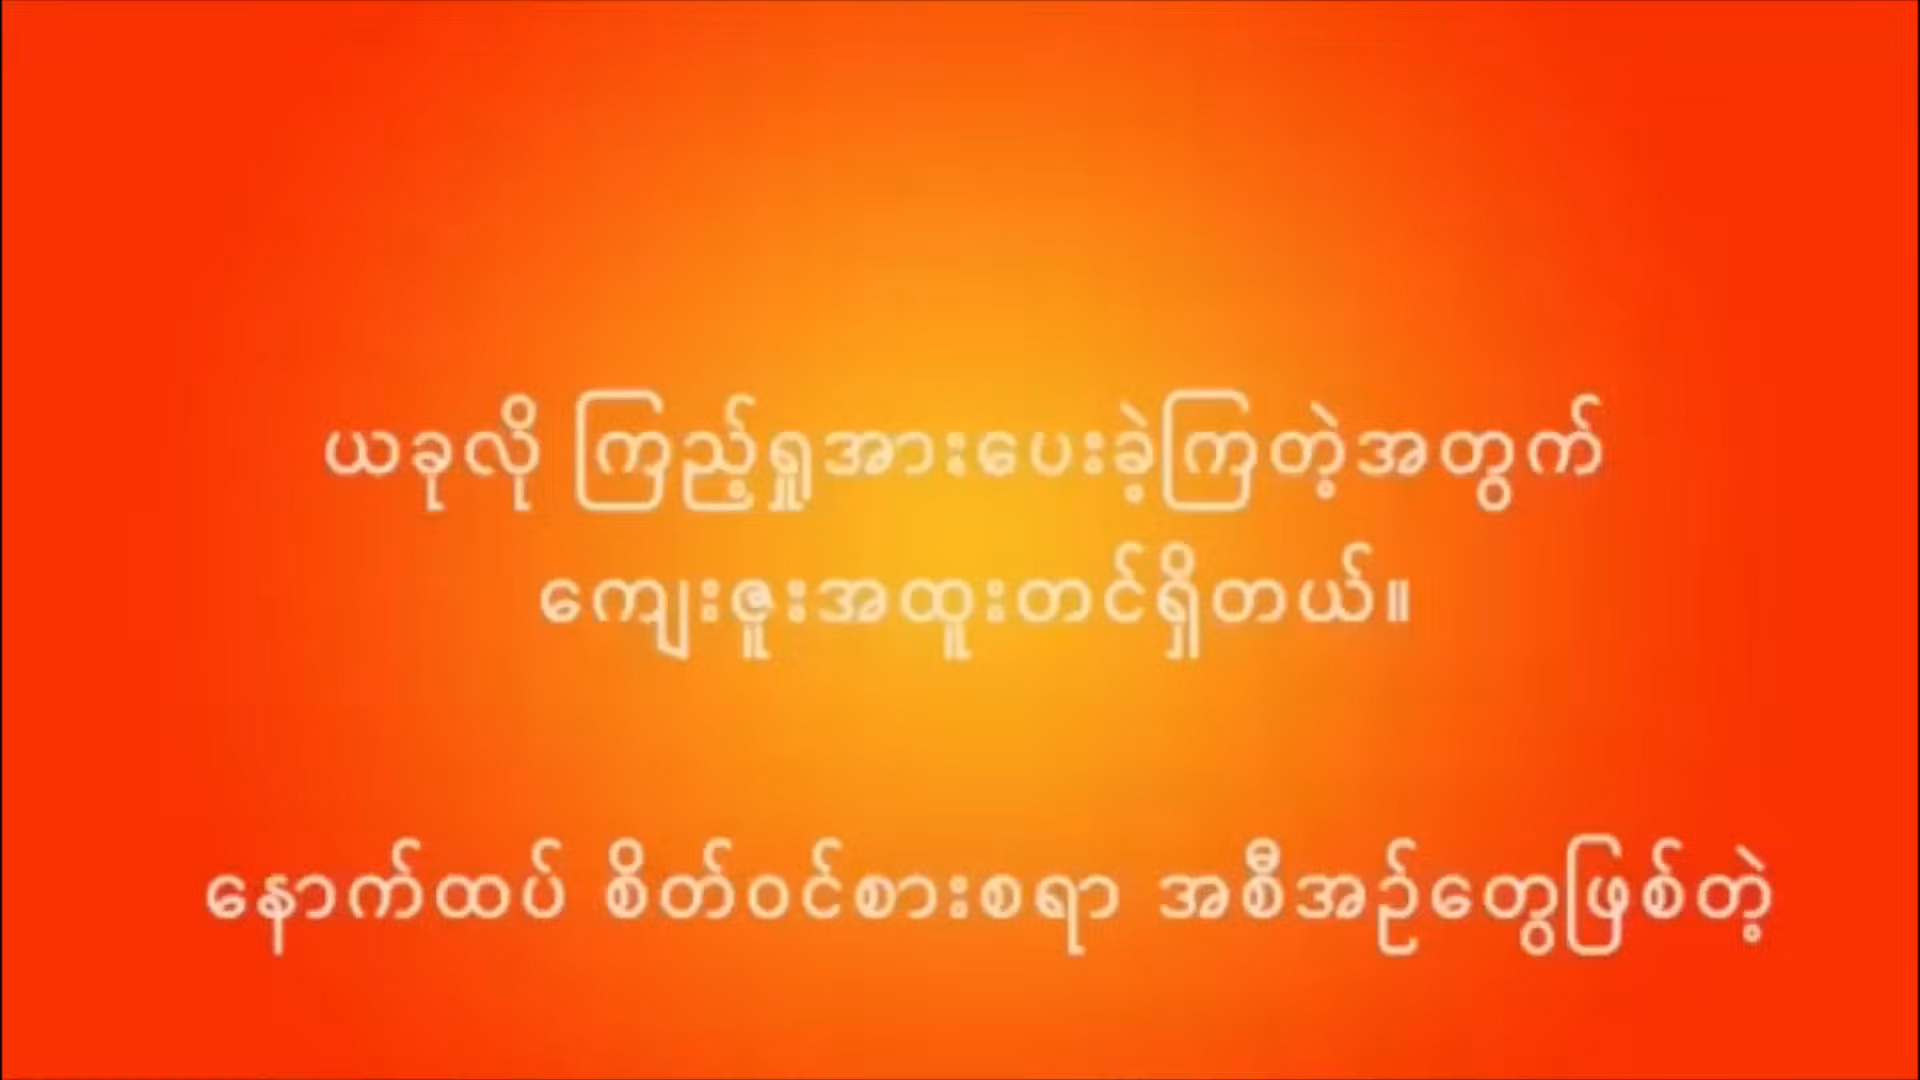 ယခုလို ကြည့်ရှုအားပေးခဲ့ကြတဲ့အတွက်
ကျေးဇူးအထူးတင်ရှိတယ်။
နောက်ထပ် စိတ်ဝင်စားစရာ အစီအဉ်တွေဖြစ်တဲ့